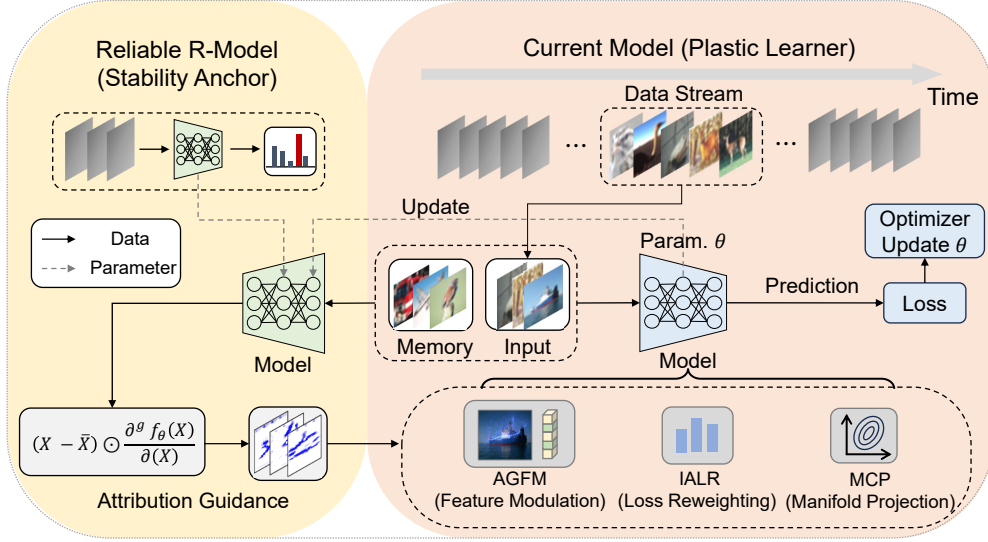 Reliable R-Model
(Stability Anchor)
Current Model (Plastic Learner)
Time
Data Stream
...
...
Update
Data
Parameter
Param. θ
Optimizer
Update θ
Prediction
Loss
Memory
Input
Model
Model
(X − X̄) ⊙ ∂ᵍ f_θ(X) / ∂(X)
Attribution Guidance
AGFM
(Feature Modulation)
IALR
(Loss Reweighting)
MCP
(Manifold Projection)